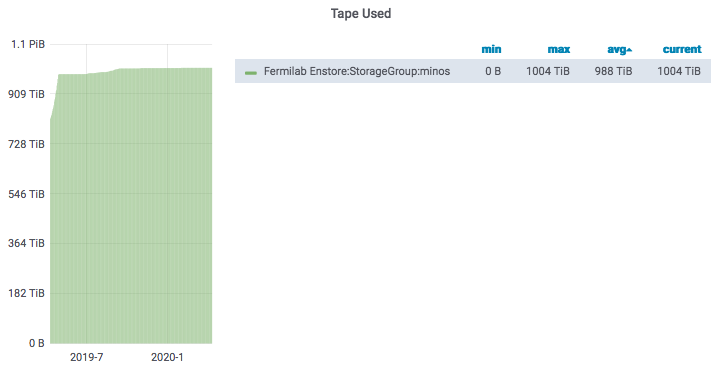 Tape Used
min max avg current
Fermilab Enstore:StorageGroup:minos 0 B 1004 TiB 988 TiB 1004 TiB
1.1 PiB
909 TiB
728 TiB
546 TiB
364 TiB
182 TiB
0 B
2019-7 2020-1